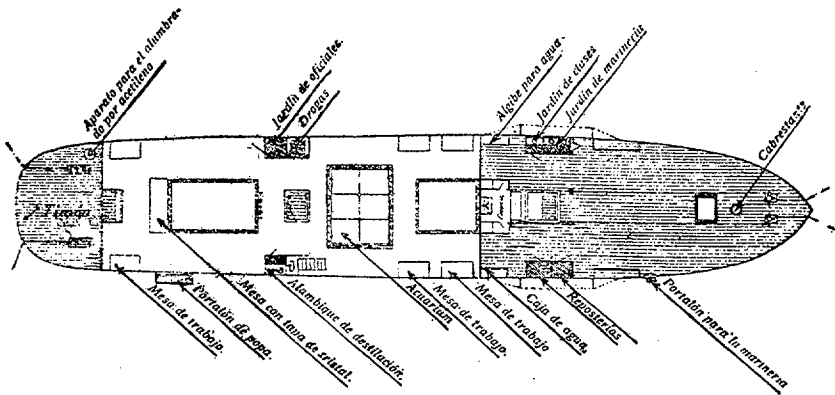 Aparato para el alumbra-
do por acetileno
Jardín de oficiales.
Drogas
Algibe para agua.
Jardín de clases
Jardín de marinería
Cabrestante
Mesa de trabajo.
Portalón de popa.
Mesa con tapa de cristal.
Alambique de destilación.
Acuarium
Mesa de trabajo.
Mesa de trabajo
Caja de agua,
Reposterías
Portalón para la marinería